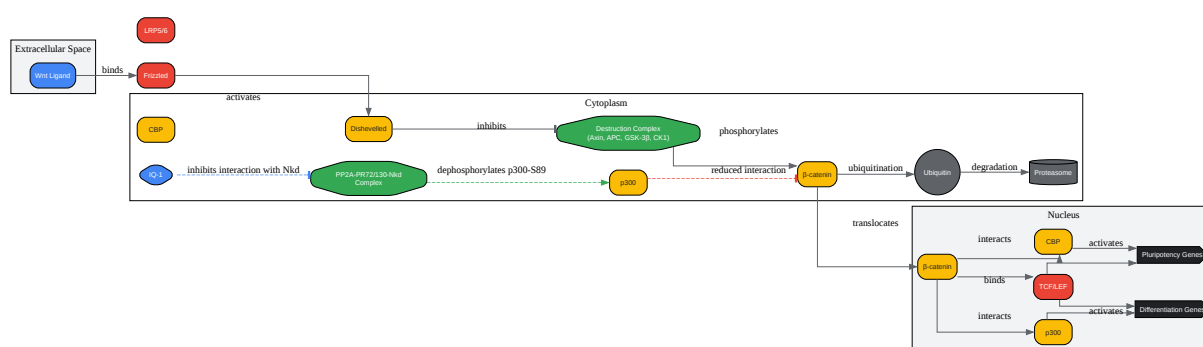 LRP5/6
Extracellular Space
Wnt Ligand
binds
Frizzled
activates
Cytoplasm
CBP
Dishevelled
inhibits
Destruction Complex
(Axin, APC, GSK-3β, CK1)
phosphorylates
IQ-1
inhibits interaction with Nkd
PP2A-PR72/130-Nkd
Complex
dephosphorylates p300-S89
p300
reduced interaction
β-catenin
ubiquitination
Ubiquitin
degradation
Proteasome
translocates
Nucleus
interacts
CBP
activates
Pluripotency Genes
β-catenin
binds
TCF/LEF
interacts
activates
Differentiation Genes
p300